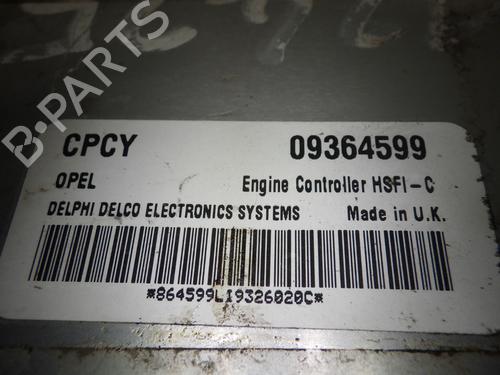 B-PARTS
CPCY 09364599
OPEL Engine Controller HSFI-C
DELPHI DELCO ELECTRONICS SYSTEMS Made in U.K.
*864599L19326020C*